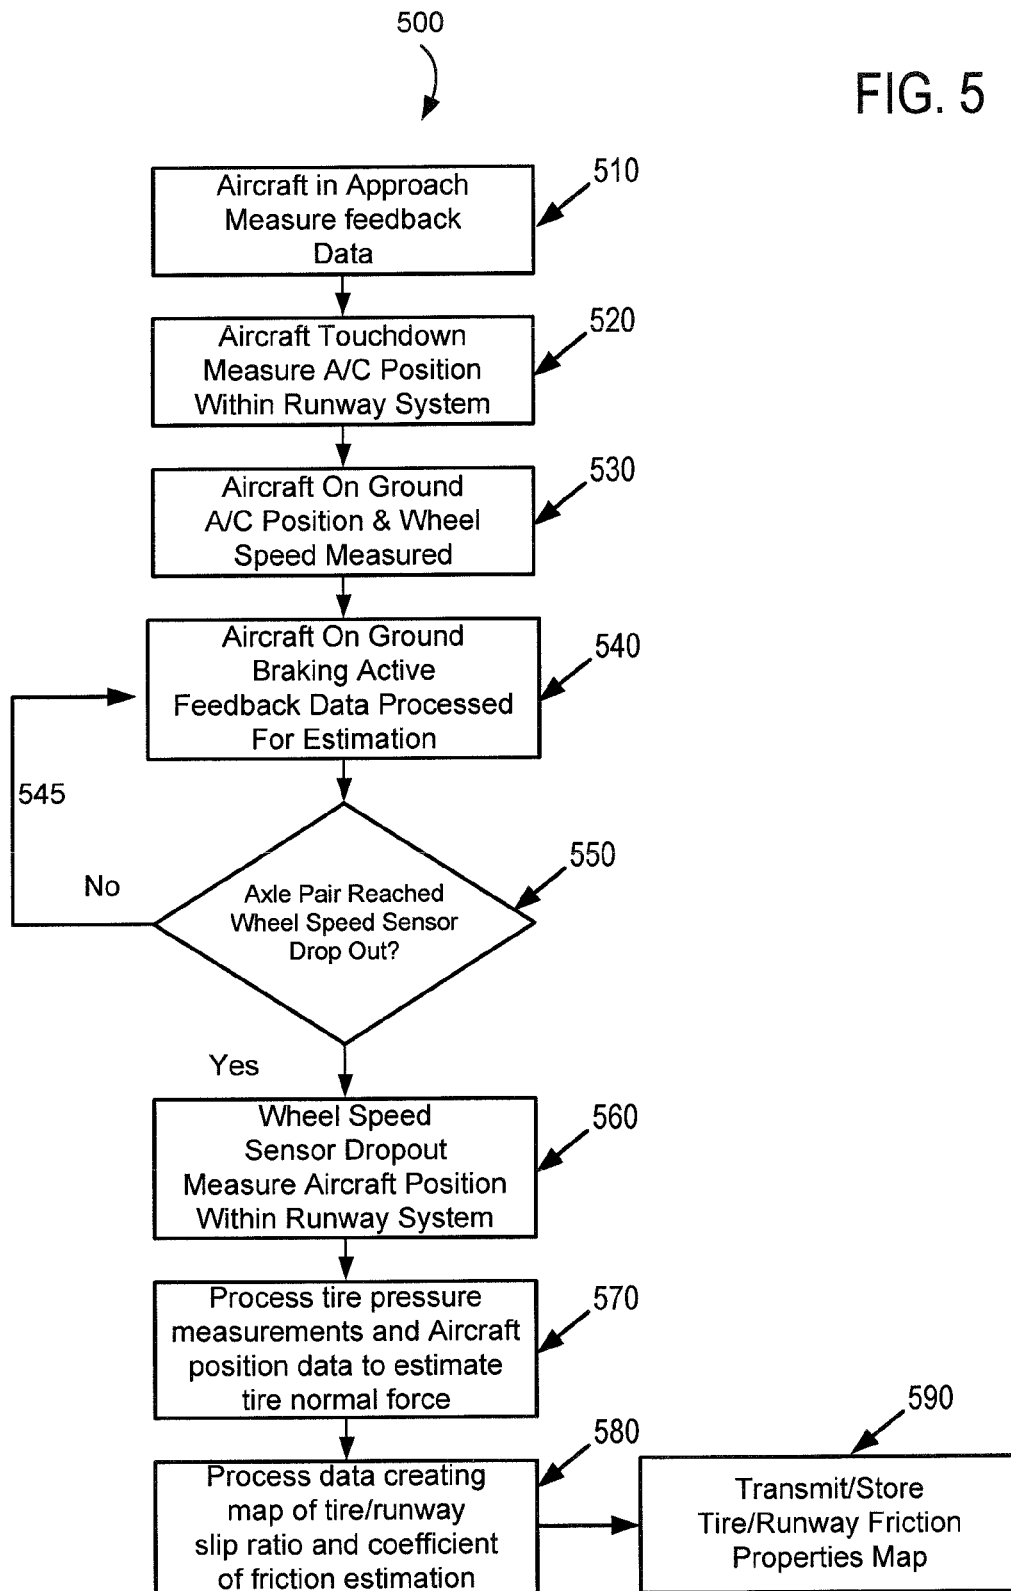 500
FIG. 5
Aircraft in Approach
Measure feedback
Data
510
Aircraft Touchdown
Measure A/C Position
Within Runway System
520
Aircraft On Ground
A/C Position & Wheel
Speed Measured
530
Aircraft On Ground
Braking Active
Feedback Data Processed
For Estimation
540
545
No
Axle Pair Reached
Wheel Speed Sensor
Drop Out?
550
Yes
Wheel Speed
Sensor Dropout
Measure Aircraft Position
Within Runway System
560
Process tire pressure
measurements and Aircraft
position data to estimate
tire normal force
570
Process data creating
map of tire/runway
slip ratio and coefficient
of friction estimation
580
Transmit/Store
Tire/Runway Friction
Properties Map
590